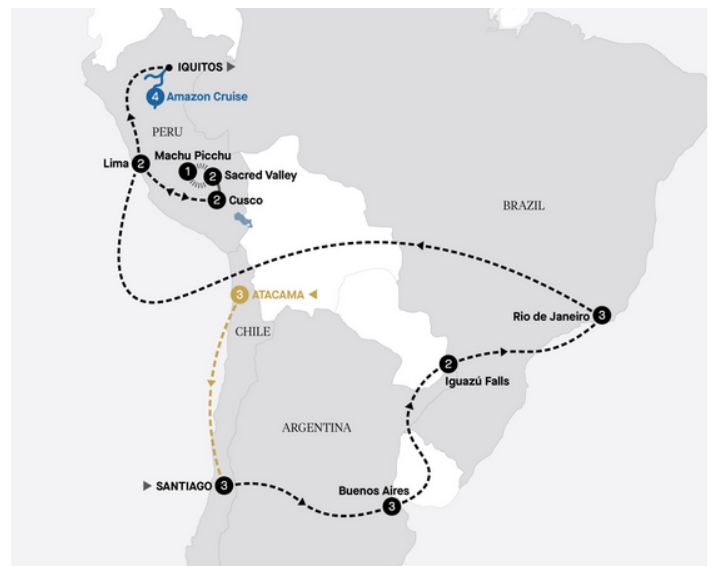 IQUITOS
4 Amazon Cruise
PERU
Machu Picchu
Lima 2
1
2 Sacred Valley
2 Cusco
BRAZIL
3 ATACAMA
Rio de Janeiro 3
CHILE
2
Iguazú Falls
ARGENTINA
SANTIAGO 3
Buenos Aires
3